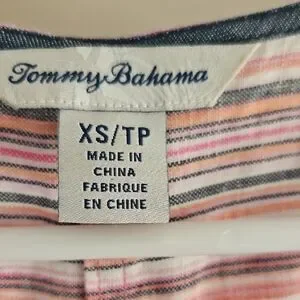 Tommy Bahama
XS/TP
MADE IN
CHINA
FABRIQUE
EN CHINE